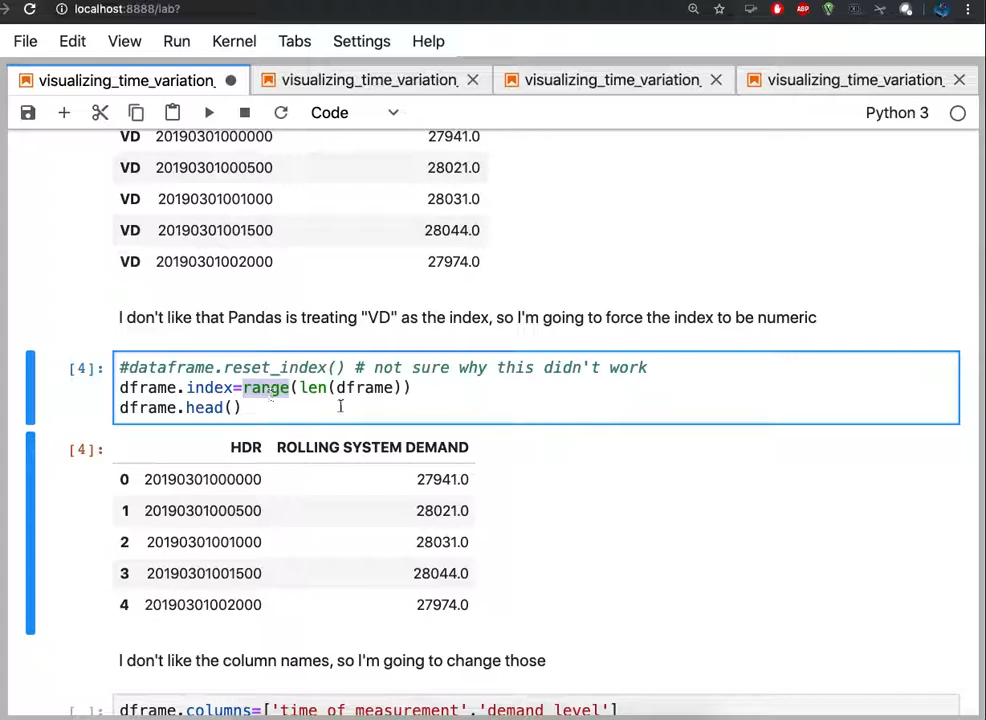 localhost:8888/lab?
ABP
File Edit View Run Kernel Tabs Settings Help
visualizing_time_variation_ visualizing_time_variation_ visualizing_time_variation_ visualizing_time_variation_
Code Python 3
VD 20190301000000 27941.0
VD 20190301000500 28021.0
VD 20190301001000 28031.0
VD 20190301001500 28044.0
VD 20190301002000 27974.0
I don't like that Pandas is treating "VD" as the index, so I'm going to force the index to be numeric
[4]: #dataframe.reset_index() # not sure why this didn't work
dframe.index=range(len(dframe))
dframe.head()
[4]: HDR ROLLING SYSTEM DEMAND
0 20190301000000 27941.0
1 20190301000500 28021.0
2 20190301001000 28031.0
3 20190301001500 28044.0
4 20190301002000 27974.0
I don't like the column names, so I'm going to change those
[ ]: dframe.columns=['time of measurement','demand level']